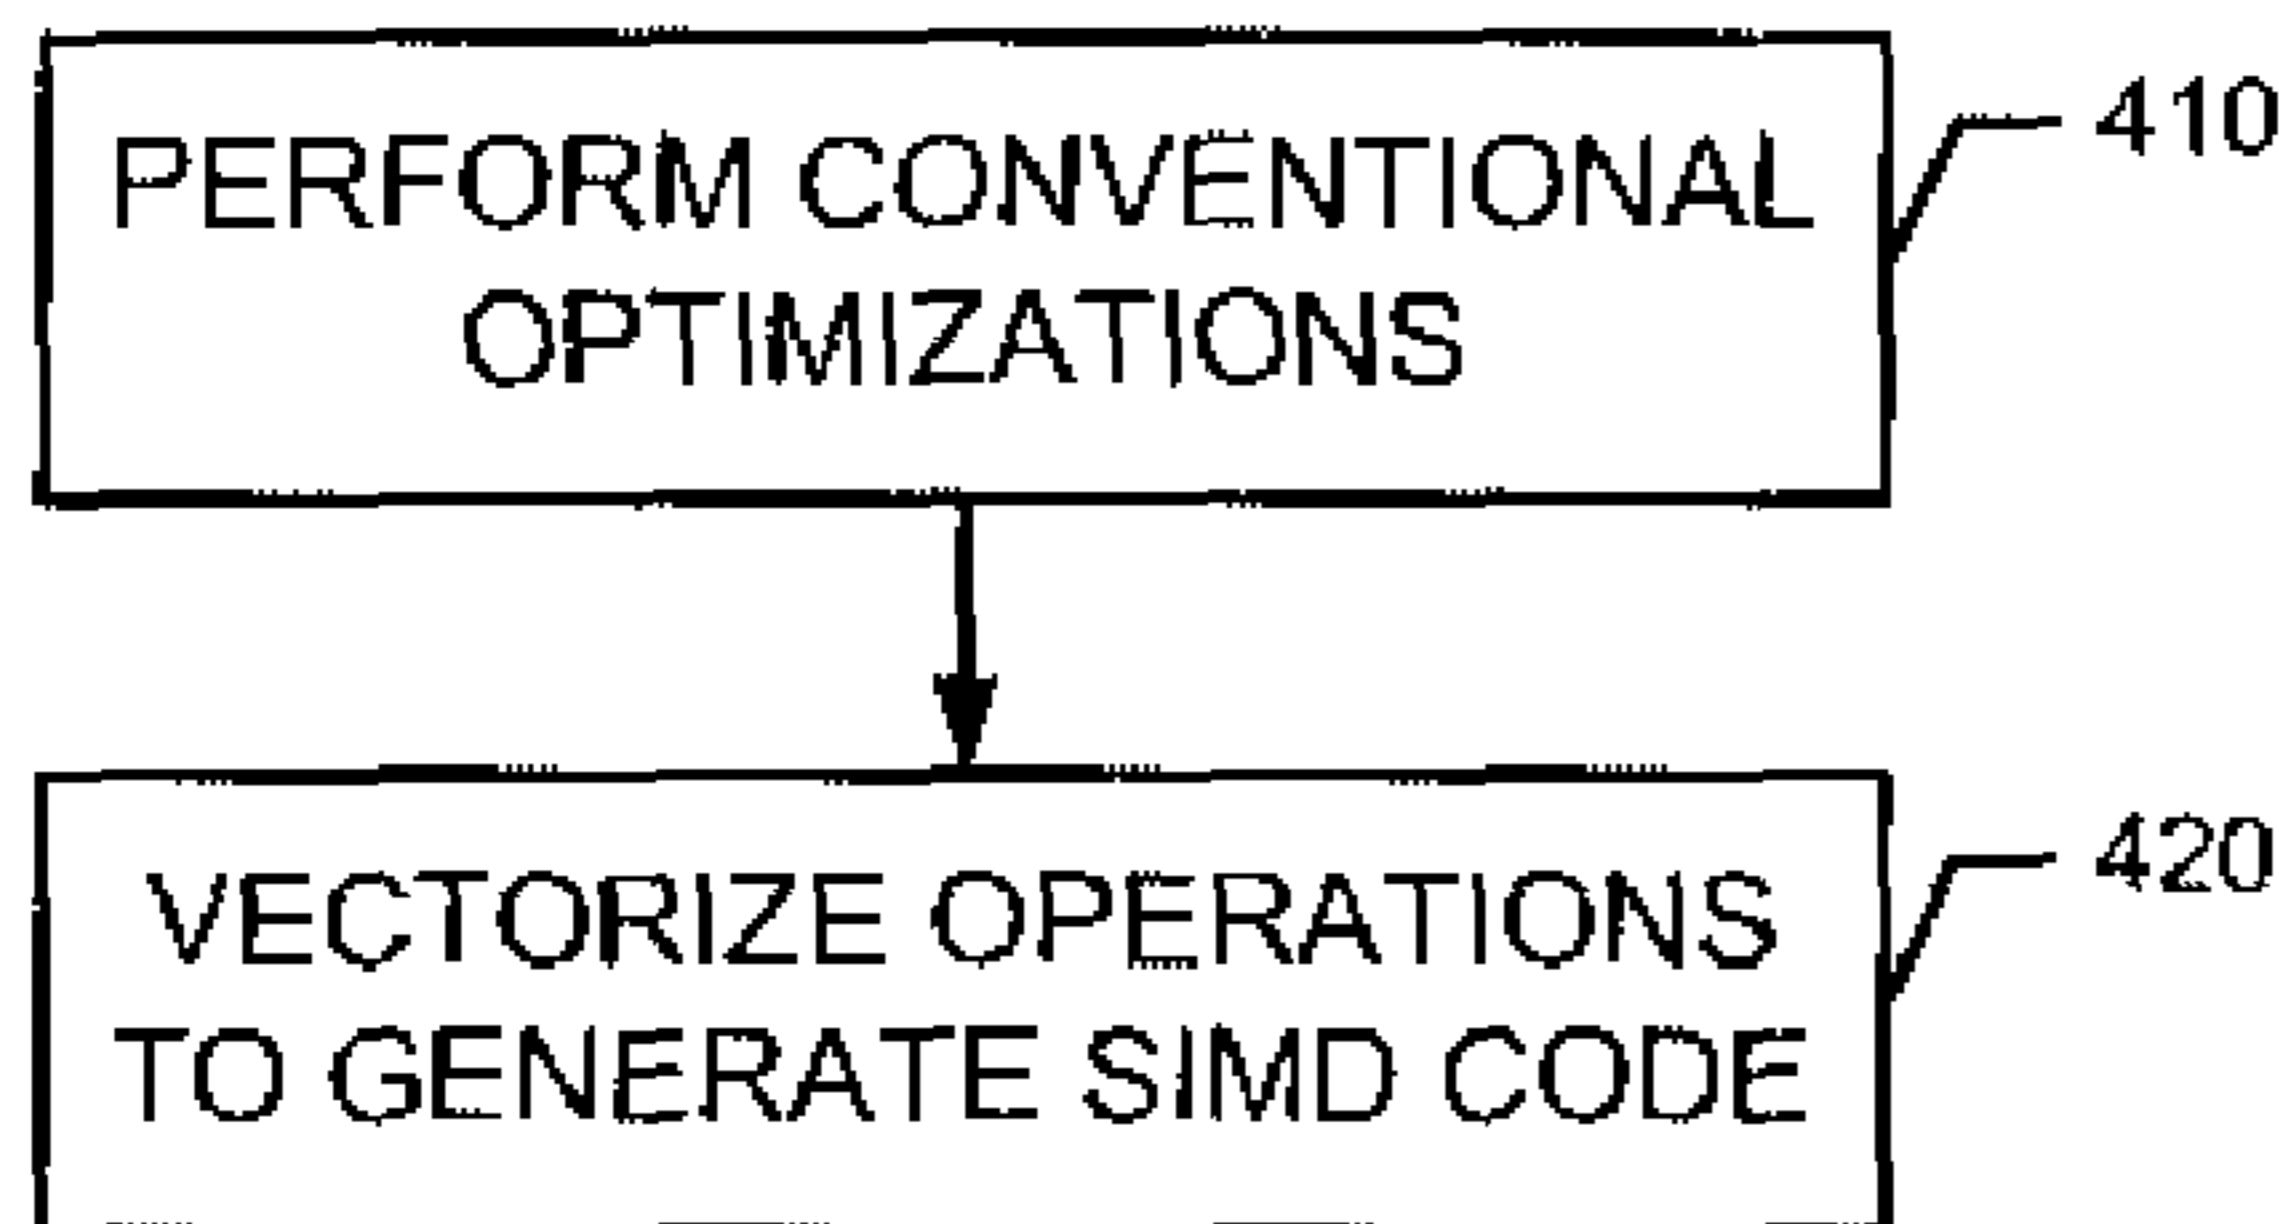 PERFORM CONVENTIONAL
OPTIMIZATIONS
410
VECTORIZE OPERATIONS
TO GENERATE SIMD CODE
420